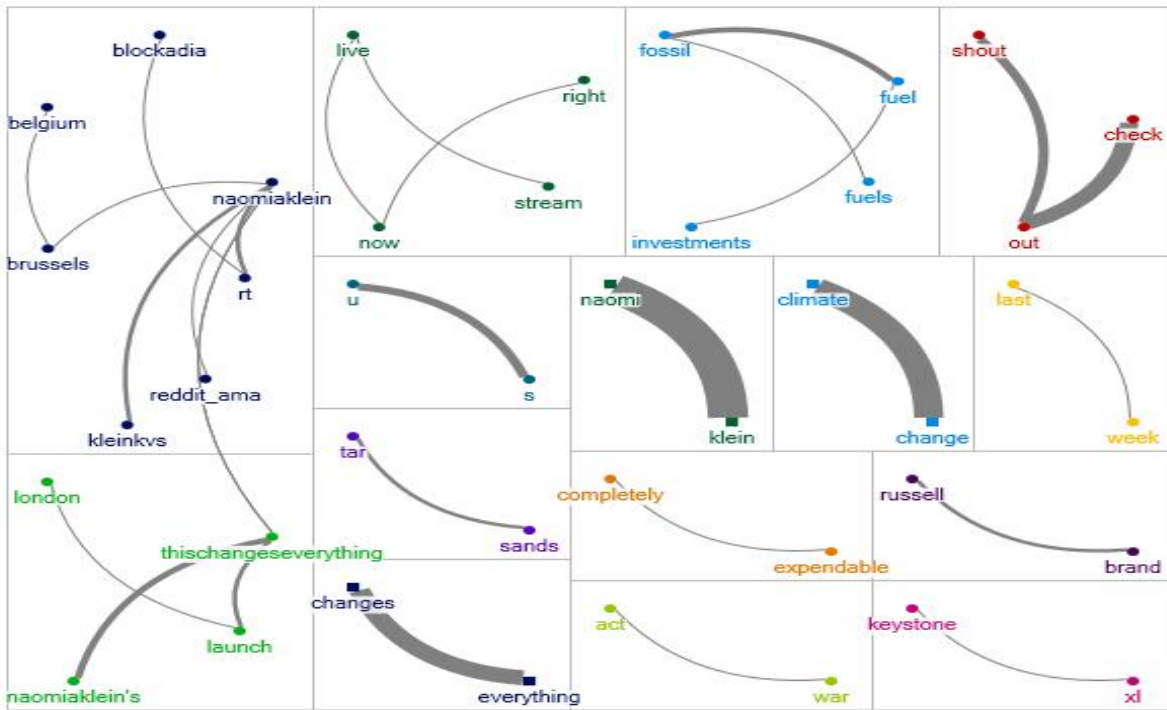 blockadia
belgium
naomiaklein
brussels
rt
reddit_ama
kleinkvs
london
thischangeseverything
launch
naomiaklein's
live
right
stream
now
fossil
fuel
fuels
investments
shout
check
out
u
s
naomi
klein
climate
change
last
week
tar
sands
completely
expendable
russell
brand
changes
everything
act
war
keystone
xl